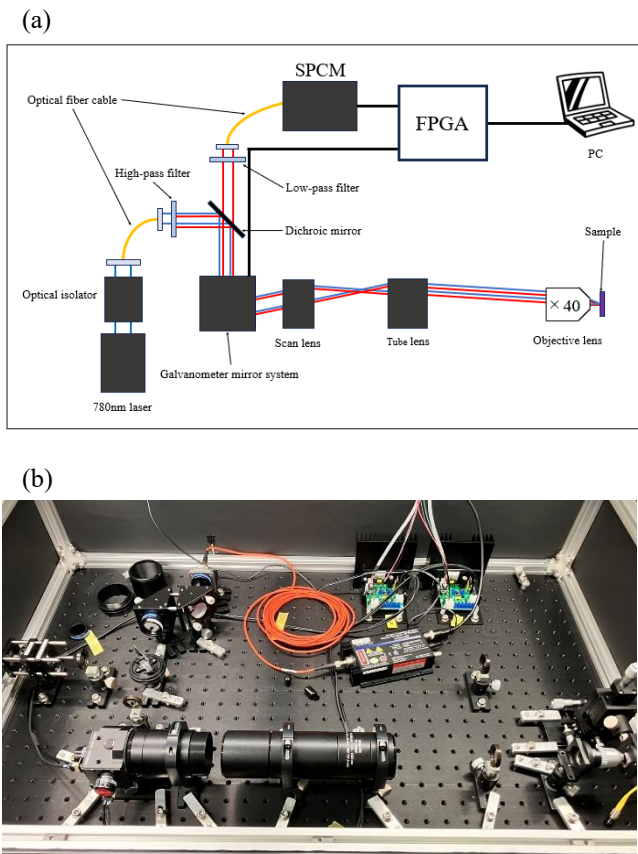 (a)
SPCM
Optical fiber cable
FPGA
PC
High-pass filter
Low-pass filter
Dichroic mirror
Sample
Optical isolator
× 40
Scan lens
Tube lens
Objective lens
Galvanometer mirror system
780nm laser
(b)